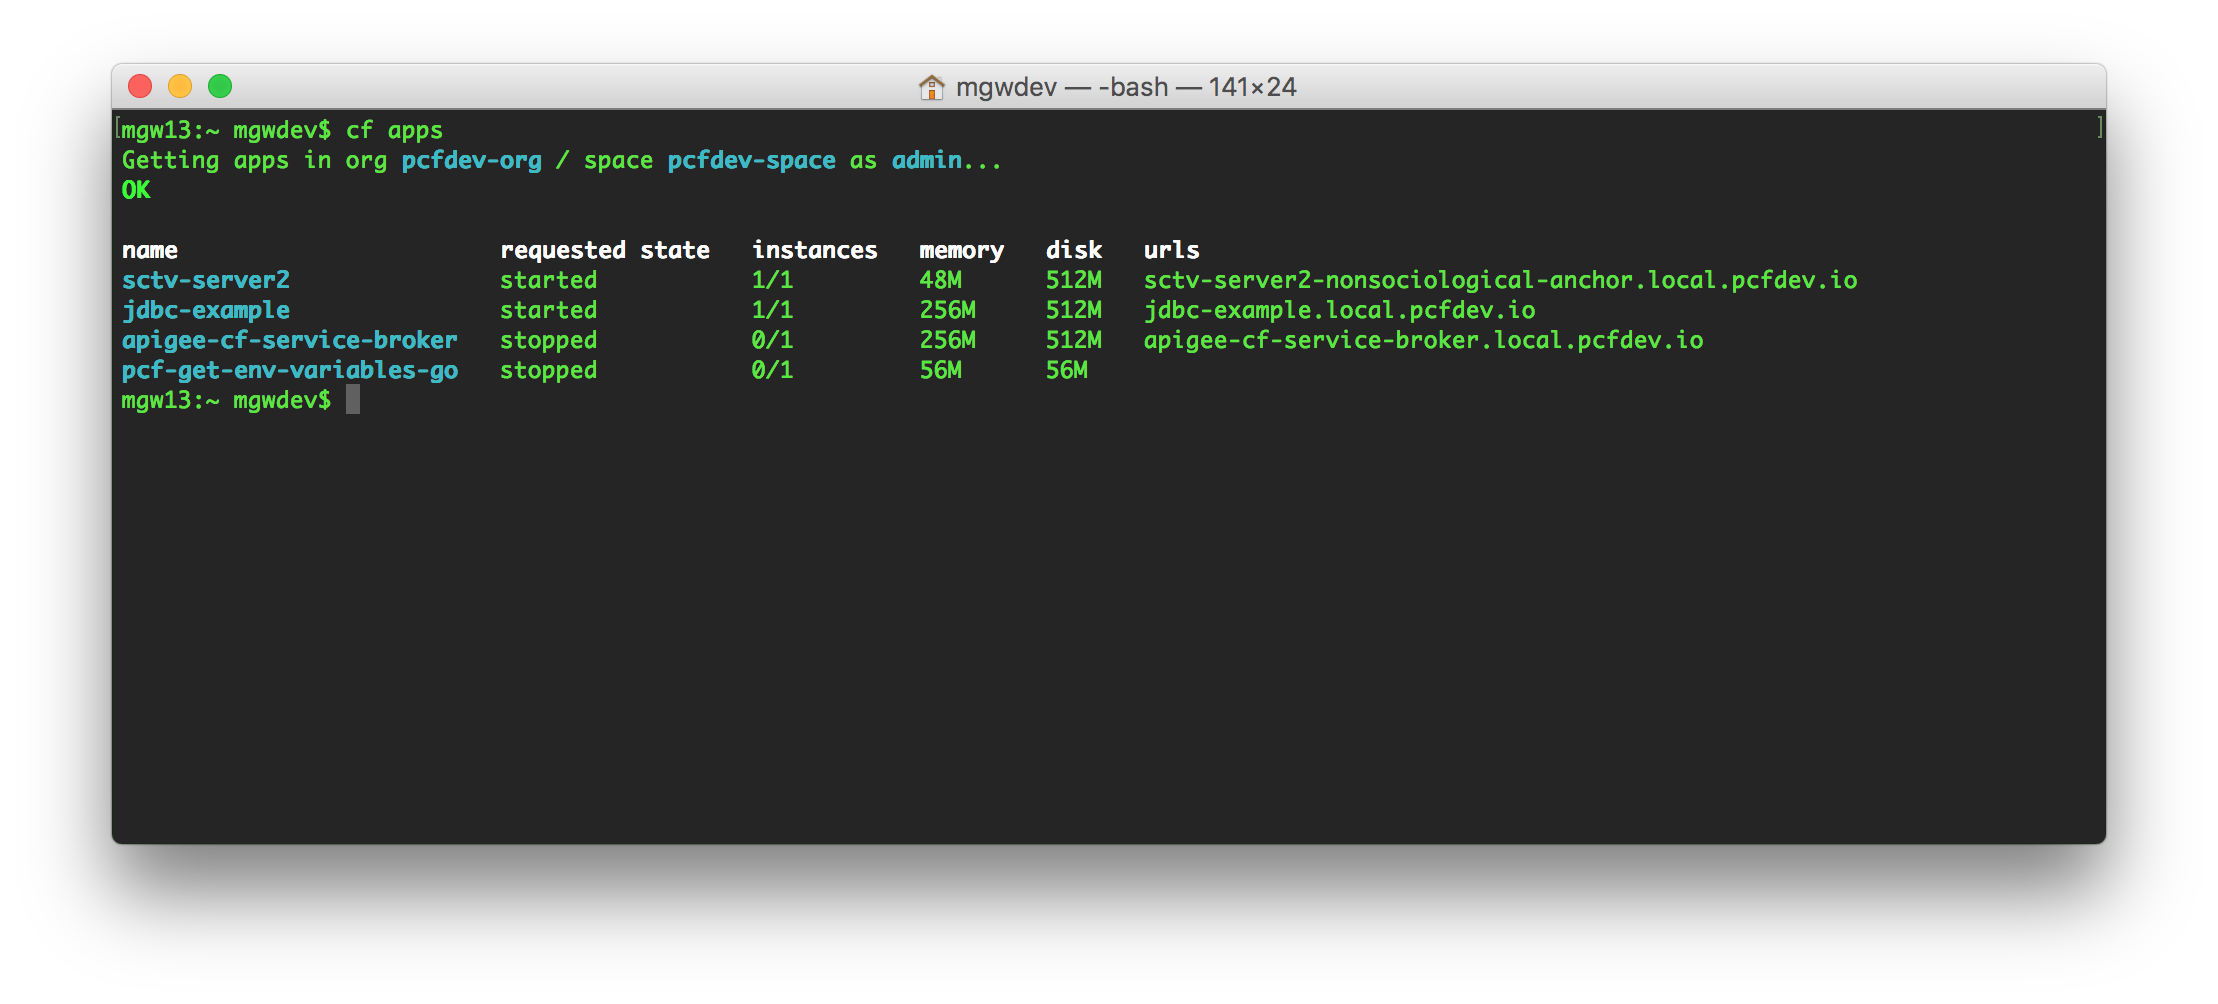 mgwdev — -bash — 141×24
[mgw13:~ mgwdev$ cf apps ]
Getting apps in org pcfdev-org / space pcfdev-space as admin...
OK
name requested state instances memory disk urls
sctv-server2 started 1/1 48M 512M sctv-server2-nonsociological-anchor.local.pcfdev.io
jdbc-example started 1/1 256M 512M jdbc-example.local.pcfdev.io
apigee-cf-service-broker stopped 0/1 256M 512M apigee-cf-service-broker.local.pcfdev.io
pcf-get-env-variables-go stopped 0/1 56M 56M
mgw13:~ mgwdev$